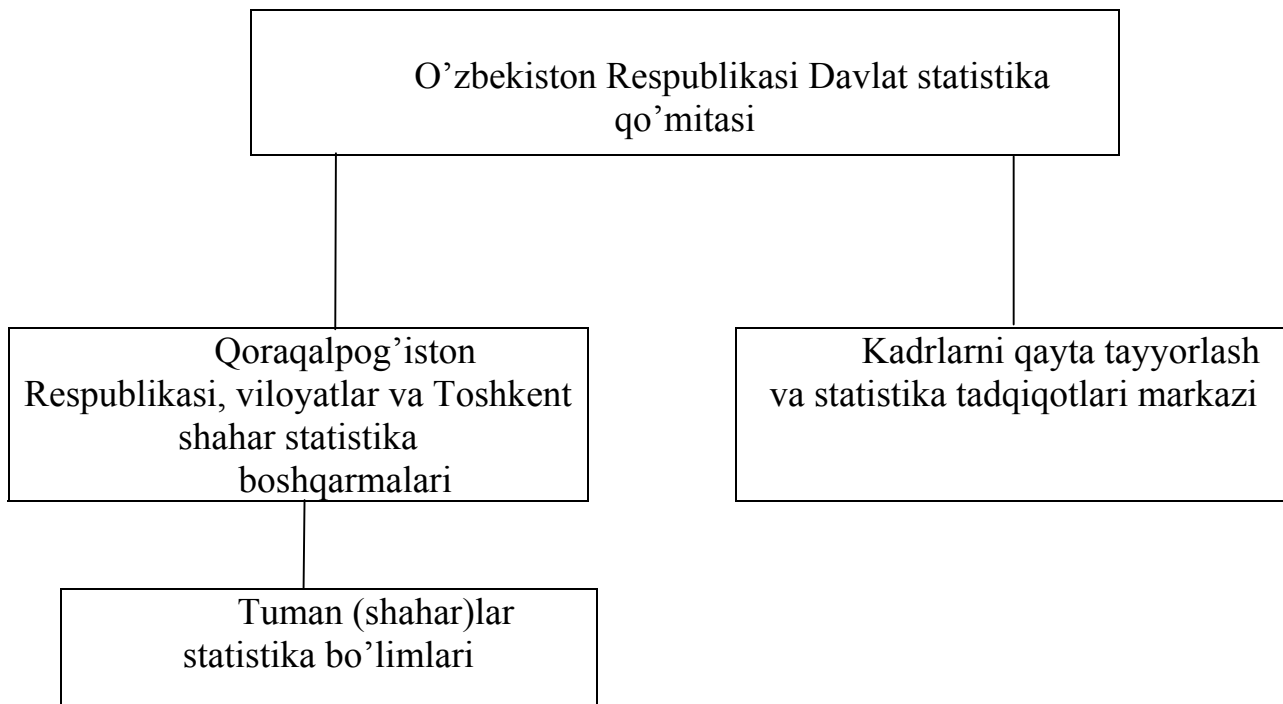 O’zbekiston Respublikasi Davlat statistika
qo’mitasi
Qoraqalpog’iston
Respublikasi, viloyatlar va Toshkent
shahar statistika
boshqarmalari
Kadrlarni qayta tayyorlash
va statistika tadqiqotlari markazi
Tuman (shahar)lar
statistika bo’limlari